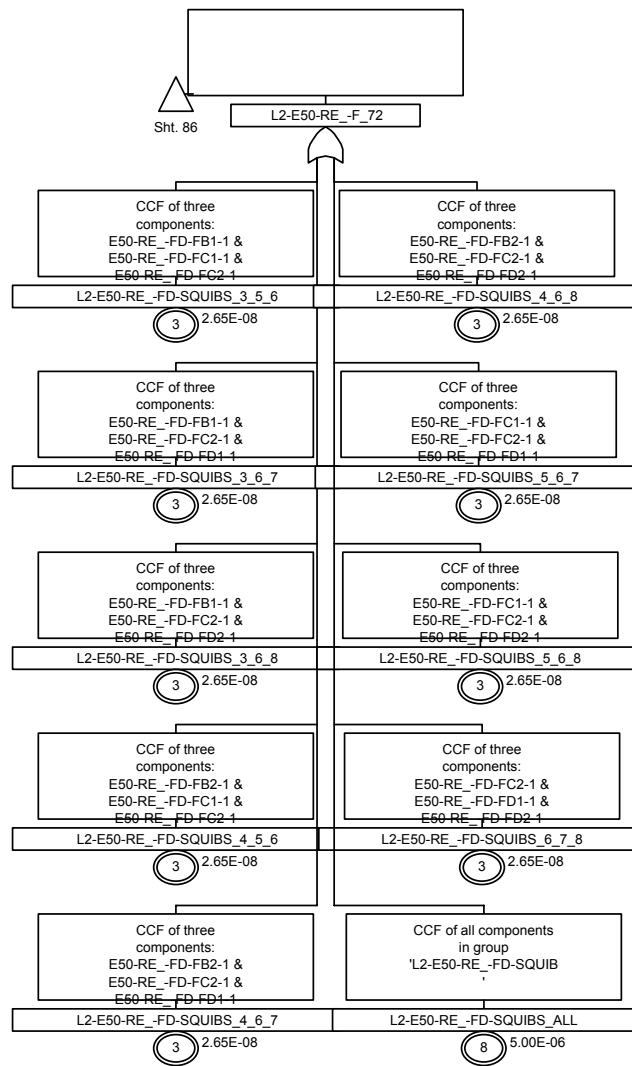 Sht. 86
L2-E50-RE_-F_72
CCF of three
components:
E50-RE_-FD-FB1-1 &
E50-RE_-FD-FC1-1 &
E50-RE_-FD-FC2-1
L2-E50-RE_-FD-SQUIBS_3_5_6
3
2.65E-08
CCF of three
components:
E50-RE_-FD-FB2-1 &
E50-RE_-FD-FC2-1 &
E50-RE_-FD-FD2-1
L2-E50-RE_-FD-SQUIBS_4_6_8
3
2.65E-08
CCF of three
components:
E50-RE_-FD-FB1-1 &
E50-RE_-FD-FC2-1 &
E50-RE_-FD-FD1-1
L2-E50-RE_-FD-SQUIBS_3_6_7
3
2.65E-08
CCF of three
components:
E50-RE_-FD-FC1-1 &
E50-RE_-FD-FC2-1 &
E50-RE_-FD-FD1-1
L2-E50-RE_-FD-SQUIBS_5_6_7
3
2.65E-08
CCF of three
components:
E50-RE_-FD-FB1-1 &
E50-RE_-FD-FC2-1 &
E50-RE_-FD-FD2-1
L2-E50-RE_-FD-SQUIBS_3_6_8
3
2.65E-08
CCF of three
components:
E50-RE_-FD-FC1-1 &
E50-RE_-FD-FC2-1 &
E50-RE_-FD-FD2-1
L2-E50-RE_-FD-SQUIBS_5_6_8
3
2.65E-08
CCF of three
components:
E50-RE_-FD-FB2-1 &
E50-RE_-FD-FC1-1 &
E50-RE_-FD-FC2-1
L2-E50-RE_-FD-SQUIBS_4_5_6
3
2.65E-08
CCF of three
components:
E50-RE_-FD-FC2-1 &
E50-RE_-FD-FD1-1 &
E50-RE_-FD-FD2-1
L2-E50-RE_-FD-SQUIBS_6_7_8
3
2.65E-08
CCF of three
components:
E50-RE_-FD-FB2-1 &
E50-RE_-FD-FC2-1 &
E50-RE_-FD-FD1-1
L2-E50-RE_-FD-SQUIBS_4_6_7
3
2.65E-08
CCF of all components
in group
'L2-E50-RE_-FD-SQUIB
'
L2-E50-RE_-FD-SQUIBS_ALL
8
5.00E-06